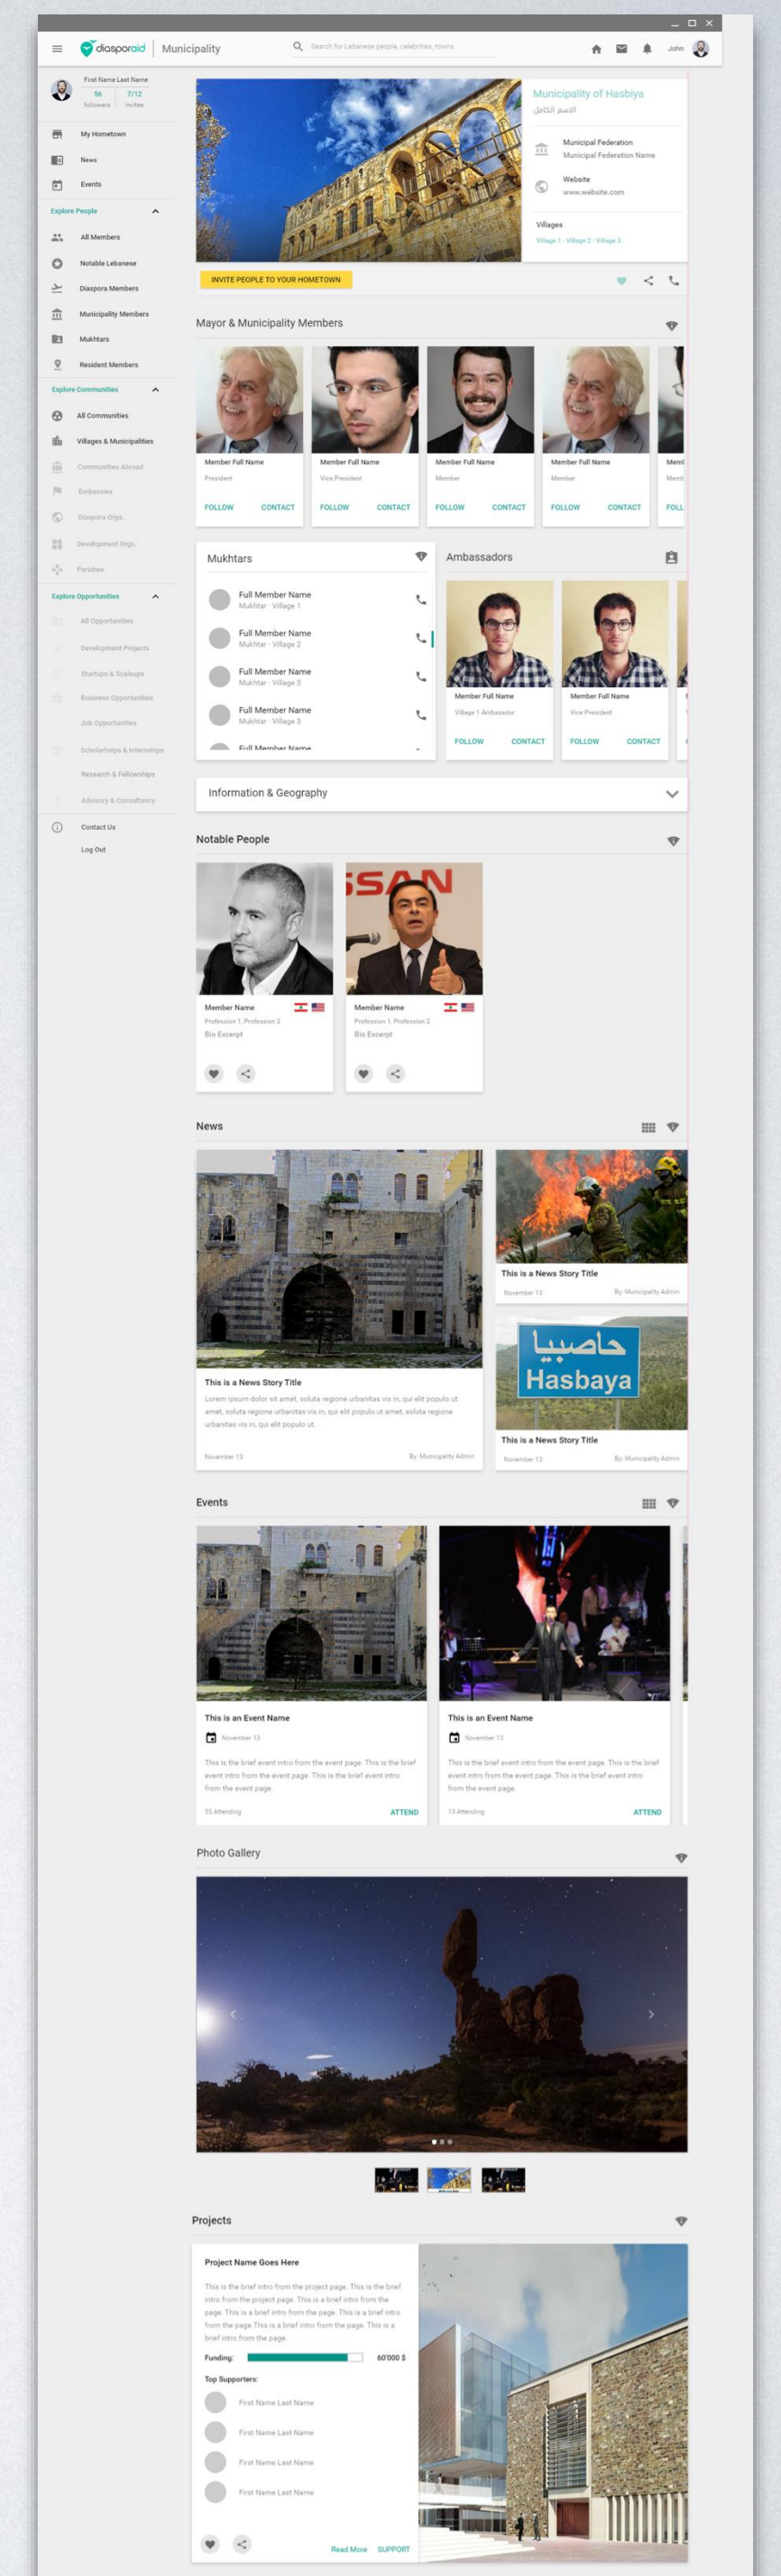 diasporaid | Municipality
Search for Lebanese people, celebrities, towns
John
First Name Last Name
56 7/12
followers invites
My Hometown
News
Events
Explore People
All Members
Notable Lebanese
Diaspora Members
Municipality Members
Mukhtars
Resident Members
Explore Communities
All Communities
Villages & Municipalities
Communities Abroad
Embassies
Diaspora Orgs.
Development Orgs.
Parishes
Explore Opportunities
All Opportunities
Development Projects
Startups & Scaleups
Business Opportunities
Job Opportunities
Scholarhsips & Internships
Research & Fellowships
Advisory & Consultancy
Contact Us
Log Out
Municipality of Hasbiya
الاسم الكامل
Municipal Federation
Municipal Federation Name
Website
www.website.com
Villages
Village 1 · Village 2 · Village 3
INVITE PEOPLE TO YOUR HOMETOWN
Mayor & Municipality Members
Member Full Name
President
FOLLOW CONTACT
Member Full Name
Vice President
FOLLOW CONTACT
Member Full Name
Member
FOLLOW CONTACT
Member Full Name
Member
FOLLOW CONTACT
Mukhtars
Full Member Name
Mukhtar · Village 1
Full Member Name
Mukhtar · Village 2
Full Member Name
Mukhtar · Village 3
Full Member Name
Mukhtar · Village 3
Full Member Name
Ambassadors
Member Full Name
Village 1 Ambasador
FOLLOW CONTACT
Member Full Name
Vice President
FOLLOW CONTACT
Information & Geography
Notable People
SSAN
Member Name
Profession 1, Profession 2
Bio Excerpt
Member Name
Profession 1, Profession 2
Bio Excerpt
News
This is a News Story Title
Lorem ipsum dolor sit amet, soluta regione urbanitas vis in, qui elit populo ut
amet, soluta regione urbanitas vis in, qui elit populo ut amet, soluta regione
urbanitas vis in, qui elit populo ut.
November 13 By: Municipality Admin
This is a News Story Title
November 13 By: Municipality Admin
حاصبيا
Hasbaya
This is a News Story Title
November 13 By: Municipality Admin
Events
This is an Event Name
November 13
This is the brief event intro from the event page. This is the brief
event intro from the event page. This is the brief event intro
from the event page.
55 Attending ATTEND
This is an Event Name
November 13
This is the brief event intro from the event page. This is the brief
event intro from the event page. This is the brief event intro
from the event page.
13 Attending ATTEND
Photo Gallery
Projects
Project Name Goes Here
This is the brief intro from the project page. This is the brief
intro from the project page. This is a brief intro from the
page. This is a brief intro from the page. This is a brief intro
from the page.This is a brief intro from the page. This is a
brief intro from the page.
Funding: 60'000 $
Top Supporters:
First Name Last Name
First Name Last Name
First Name Last Name
First Name Last Name
Read More SUPPORT